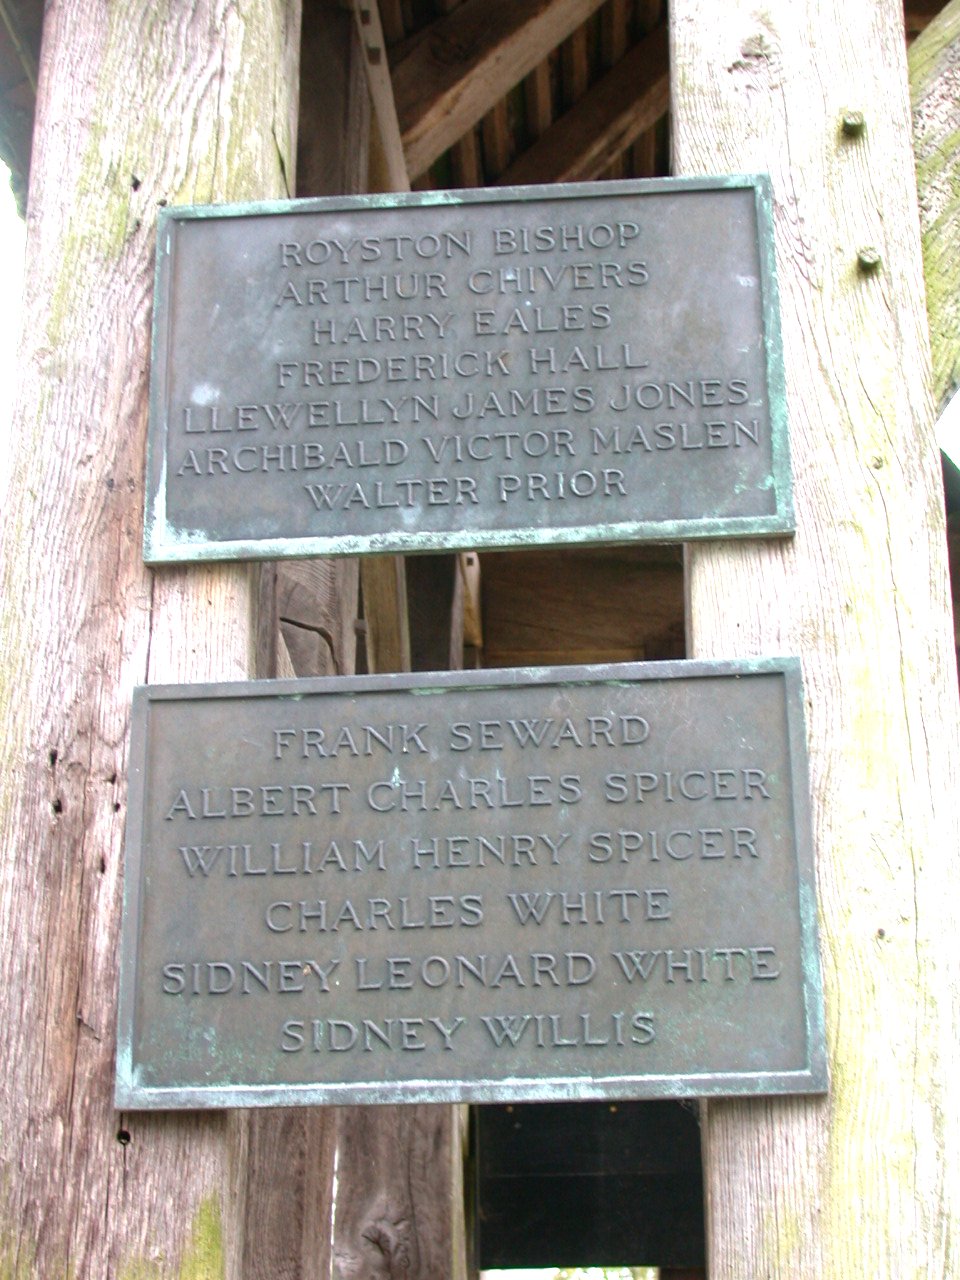 ROYSTON BISHOP
ARTHUR CHIVERS
HARRY EALES
FREDERICK HALL
LLEWELLYN JAMES JONES
ARCHIBALD VICTOR MASLEN
WALTER PRIOR
FRANK SEWARD
ALBERT CHARLES SPICER
WILLIAM HENRY SPICER
CHARLES WHITE
SIDNEY LEONARD WHITE
SIDNEY WILLIS